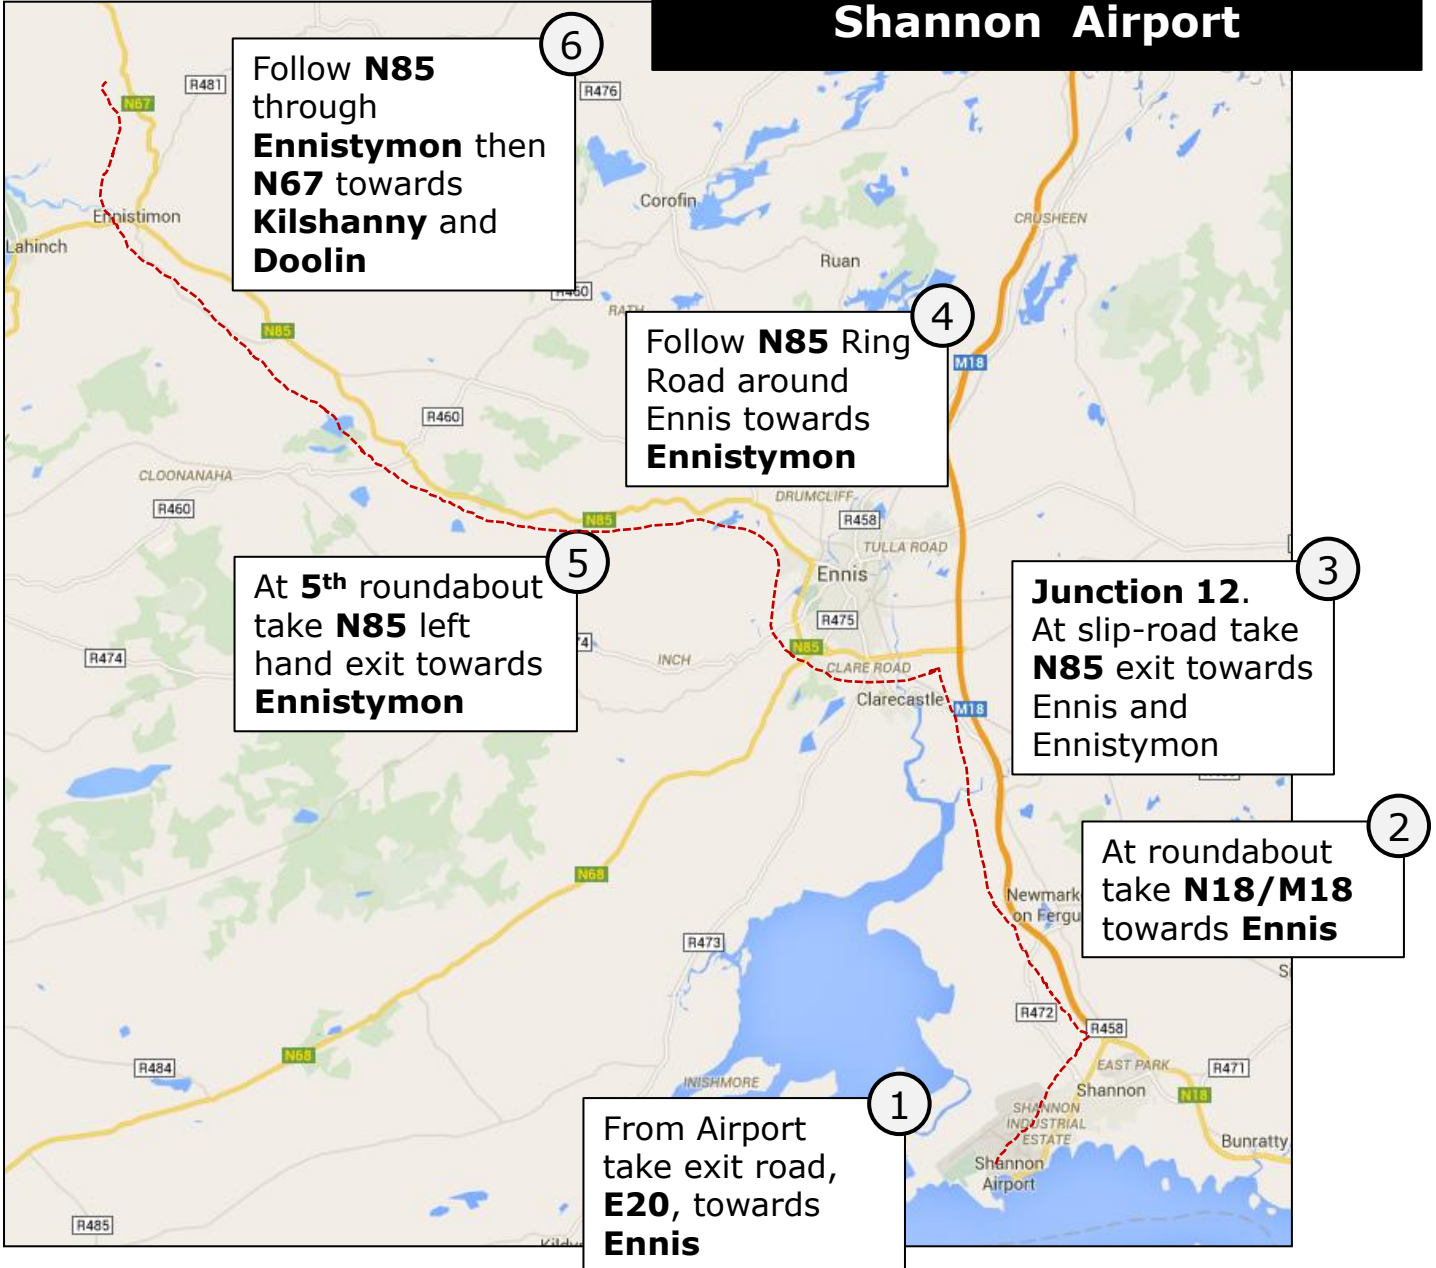 Shannon Airport
6
Follow N85
through
Ennistymon then
N67 towards
Kilshanny and
Doolin
R481
N67
R476
Corofin
CRUSHEEN
Ennistimon
Lahinch
Ruan
R460
RATH
N85
4
Follow N85 Ring
Road around
Ennis towards
Ennistymon
M18
R460
CLOONANAHA
R460
DRUMCLIFF
R458
N85
TULLA ROAD
5
At 5th roundabout
take N85 left
hand exit towards
Ennistymon
Ennis
R475
3
Junction 12.
At slip-road take
N85 exit towards
Ennis and
Ennistymon
R474
INCH
N85
CLARE ROAD
Clarecastle
M18
2
At roundabout
take N18/M18
towards Ennis
N68
Newmark
on Fergu
R473
R472
R458
N68
R484
INISHMORE
EAST PARK
R471
Shannon
N18
1
From Airport
take exit road,
E20, towards
Ennis
SHANNON
INDUSTRIAL
ESTATE
Bunratty
Shannon
Airport
R485